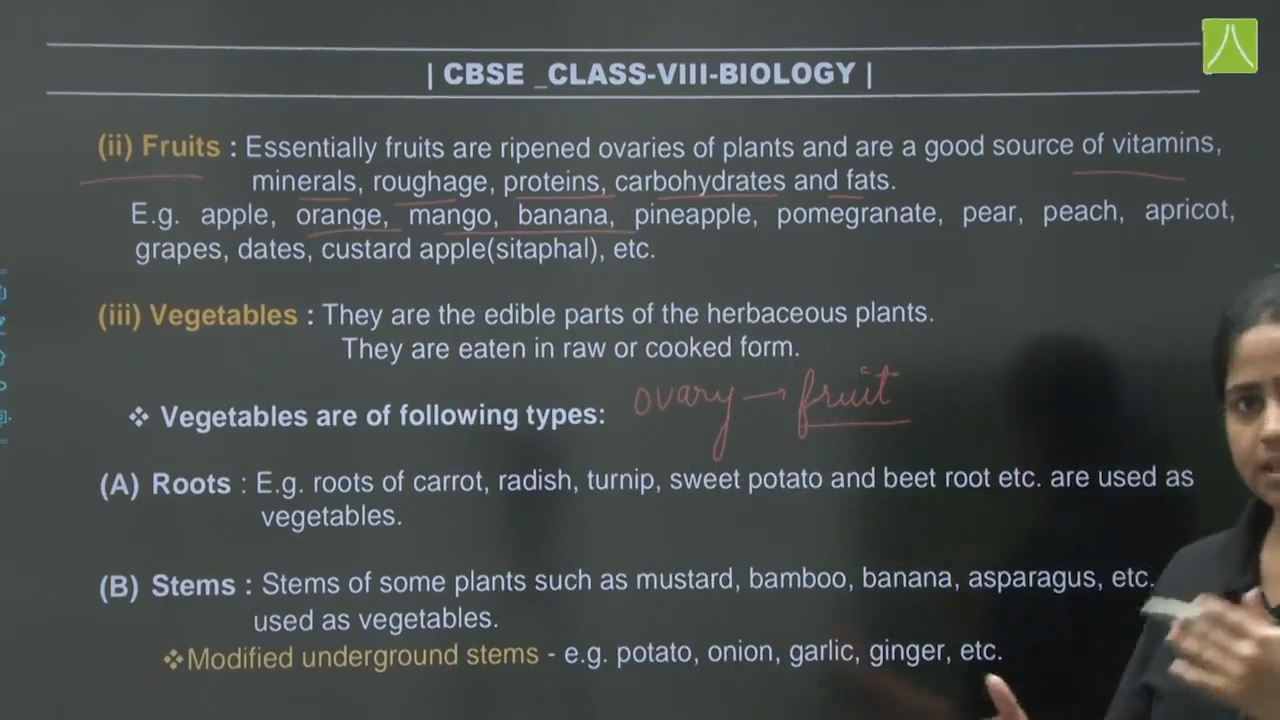 | CBSE _CLASS-VIII-BIOLOGY |
(ii) Fruits : Essentially fruits are ripened ovaries of plants and are a good source of vitamins,
minerals, roughage, proteins, carbohydrates and fats.
E.g. apple, orange, mango, banana, pineapple, pomegranate, pear, peach, apricot,
grapes, dates, custard apple(sitaphal), etc.
(iii) Vegetables : They are the edible parts of the herbaceous plants.
They are eaten in raw or cooked form.
ovary → fruit
❖ Vegetables are of following types:
(A) Roots : E.g. roots of carrot, radish, turnip, sweet potato and beet root etc. are used as
vegetables.
(B) Stems : Stems of some plants such as mustard, bamboo, banana, asparagus, etc.
used as vegetables.
❖Modified underground stems - e.g. potato, onion, garlic, ginger, etc.